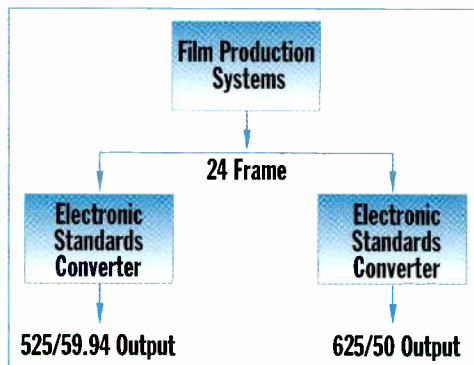 Film Production
Systems
24 Frame
Electronic
Standards
Converter
Electronic
Standards
Converter
525/59.94 Output
625/50 Output